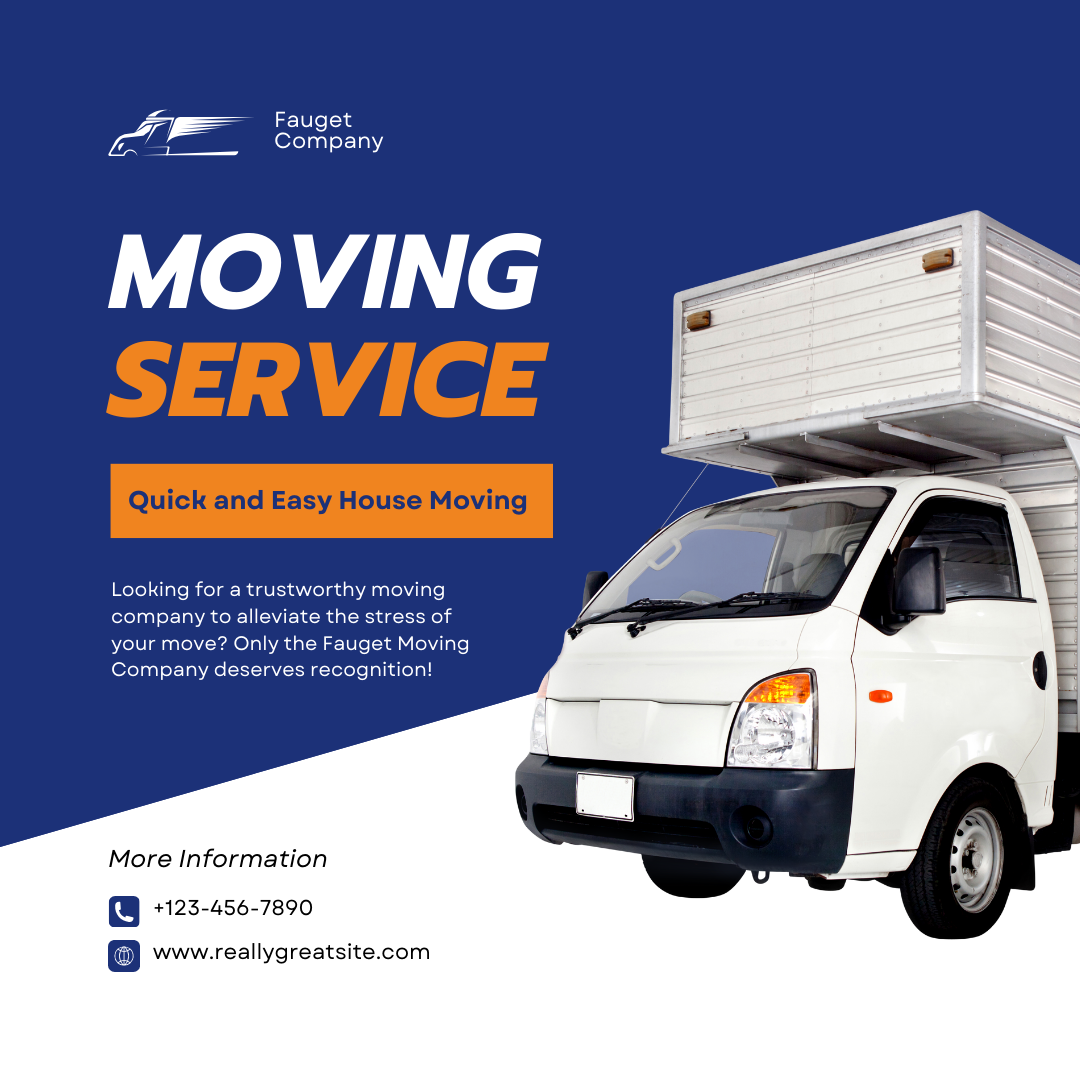 Fauget
Company
MOVING
SERVICE
Quick and Easy House Moving
Looking for a trustworthy moving
company to alleviate the stress of
your move? Only the Fauget Moving
Company deserves recognition!
More Information
+123-456-7890
www.reallygreatsite.com